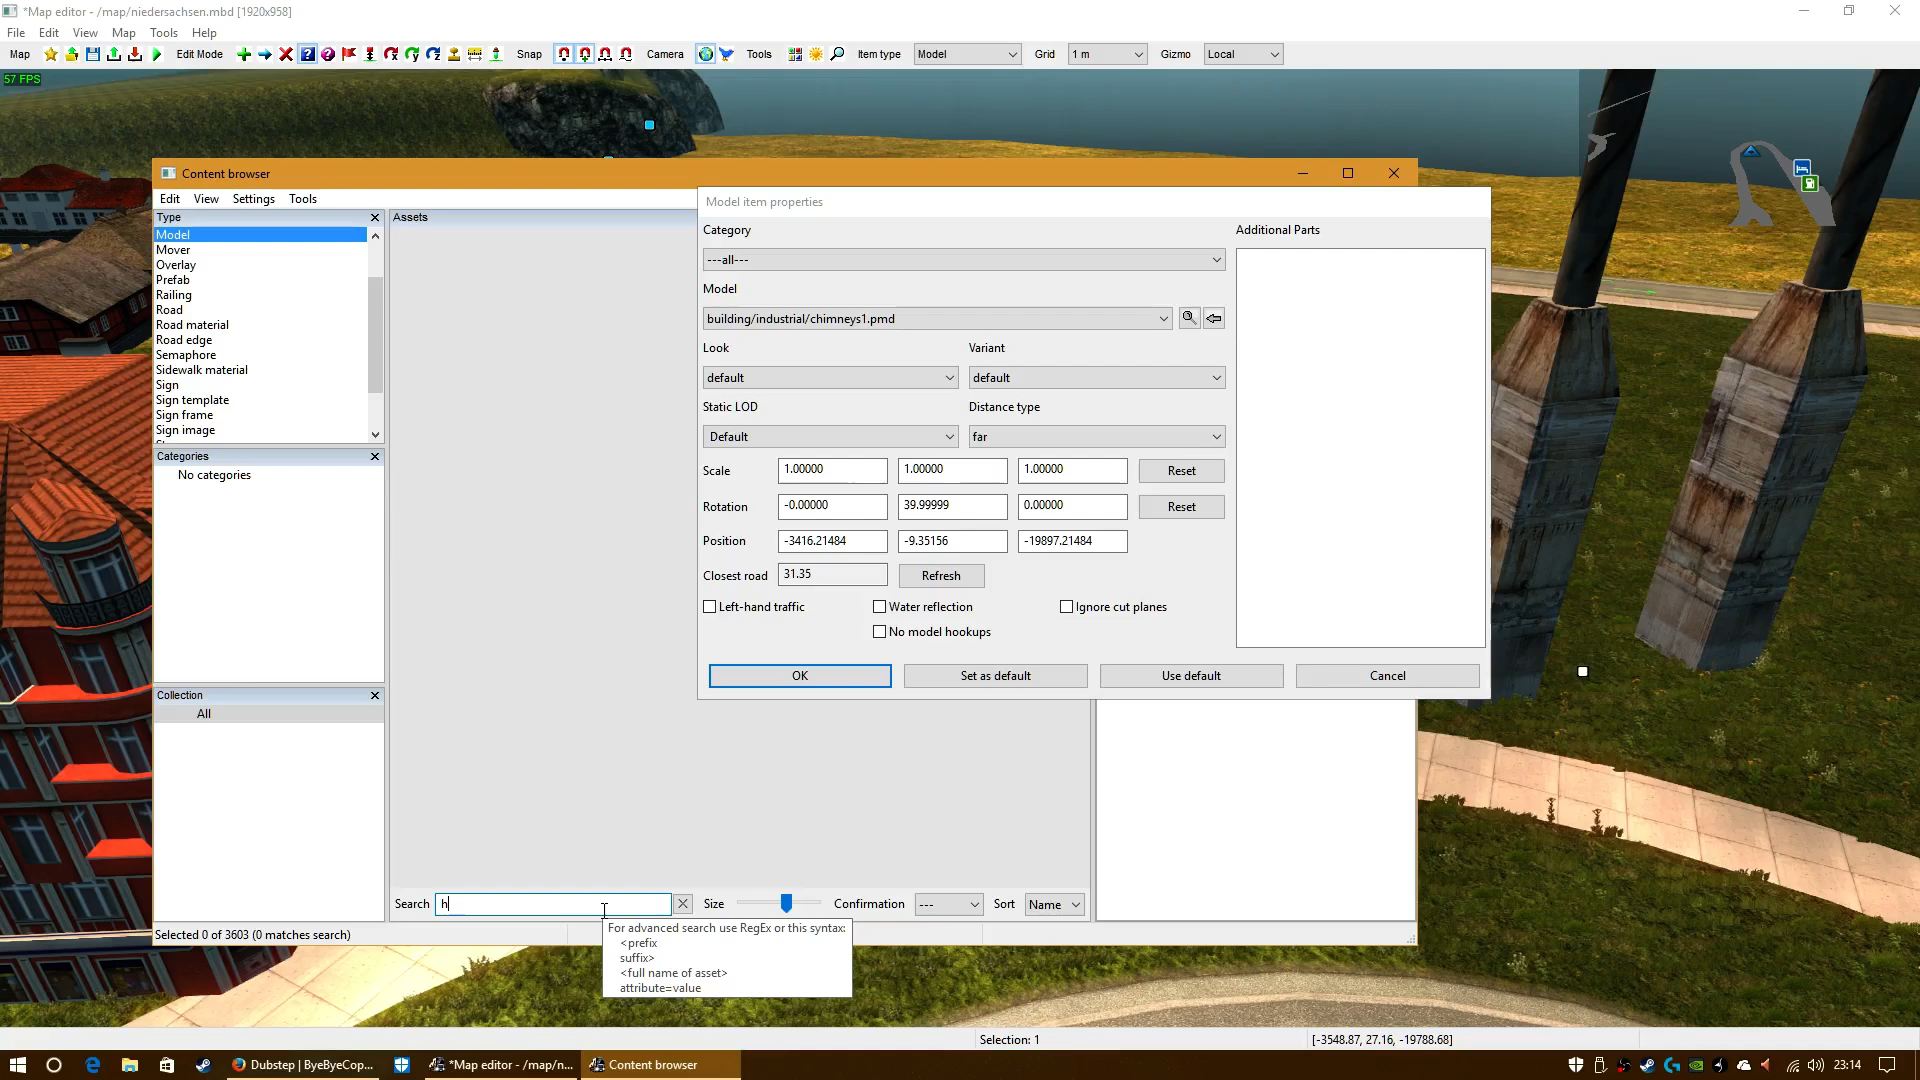 *Map editor - /map/niedersachsen.mbd [1920x958]
File Edit View Map Tools Help
Map Edit Mode Snap Camera Tools Item type Model Grid 1 m Gizmo Local
57 FPS
Content browser
Edit View Settings Tools
Type
Model
Mover
Overlay
Prefab
Railing
Road
Road material
Road edge
Semaphore
Sidewalk material
Sign
Sign template
Sign frame
Sign image
Categories
No categories
Collection
All
Assets
Model item properties
Category
---all---
Model
building/industrial/chimneys1.pmd
Look Variant
default default
Static LOD Distance type
Default far
Scale 1.00000 1.00000 1.00000 Reset
Rotation -0.00000 39.99999 0.00000 Reset
Position -3416.21484 -9.35156 -19897.21484
Closest road 31.35 Refresh
Left-hand traffic Water reflection Ignore cut planes
No model hookups
OK Set as default Use default Cancel
Additional Parts
Search h Size Confirmation --- Sort Name
For advanced search use RegEx or this syntax:
<prefix
suffix>
<full name of asset>
attribute=value
Selected 0 of 3603 (0 matches search)
Selection: 1 [-3548.87, 27.16, -19788.68]
Dubstep | ByeByeCop... *Map editor - /map/n... Content browser 23:14